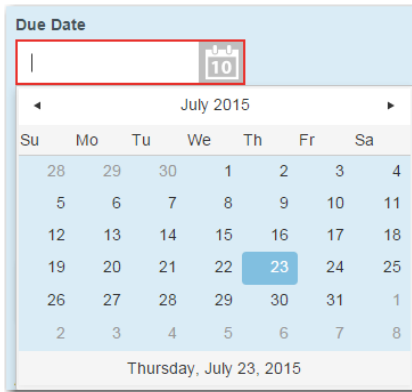 Due Date
10
July 2015
Su Mo Tu We Th Fr Sa
28 29 30 1 2 3 4
5 6 7 8 9 10 11
12 13 14 15 16 17 18
19 20 21 22 23 24 25
26 27 28 29 30 31 1
2 3 4 5 6 7 8
Thursday, July 23, 2015